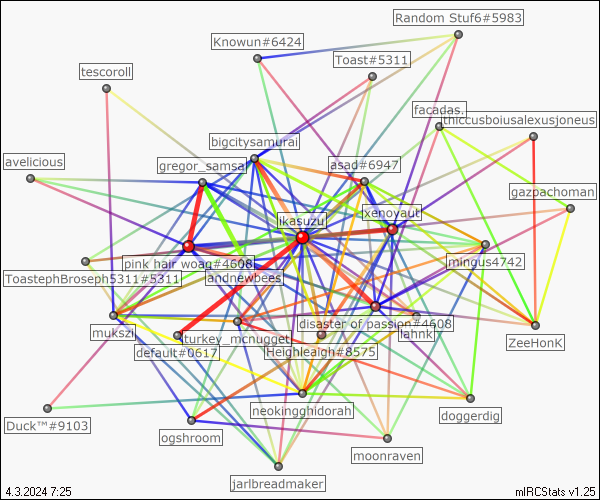 Random Stuf6#5983
Knowun#6424
Toast#5311
tescoroll
facadas.
thiccusboiusalexusjoneus
bigcitysamurai
avelicious
gregor_samsa
asad#6947
gazpachoman
ikasuzu
xenoyaut
pink hair woag#4608
mingus4742
ToastephBroseph5311#5311
andnewbees
mukszi
disaster of passion#4608
lahnk
turkey_mcnugget
ZeeHonK
default#0617
Heighleaigh#8575
neokingghidorah
doggerdig
Duck™#9103
ogshroom
moonraven
jarlbreadmaker
4.3.2024 7:25
mIRCStats v1.25